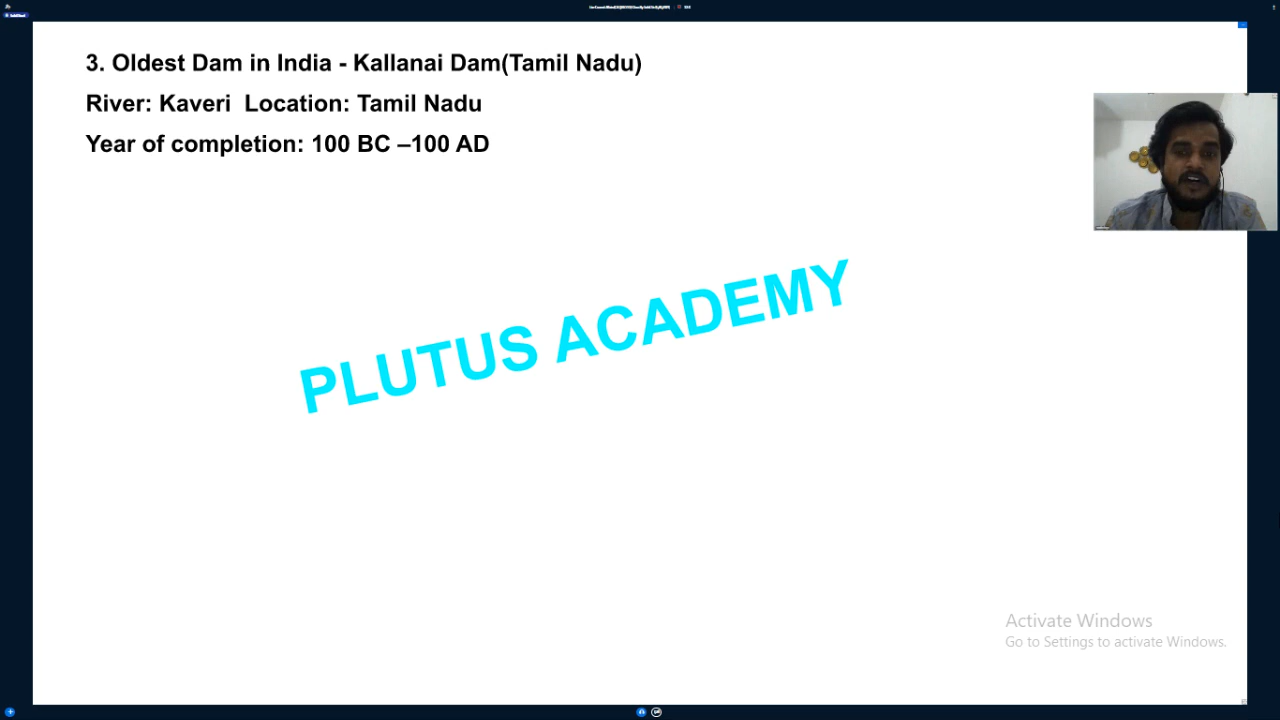 3. Oldest Dam in India - Kallanai Dam(Tamil Nadu)
River: Kaveri  Location: Tamil Nadu
Year of completion: 100 BC –100 AD
PLUTUS ACADEMY
Activate Windows
Go to Settings to activate Windows.